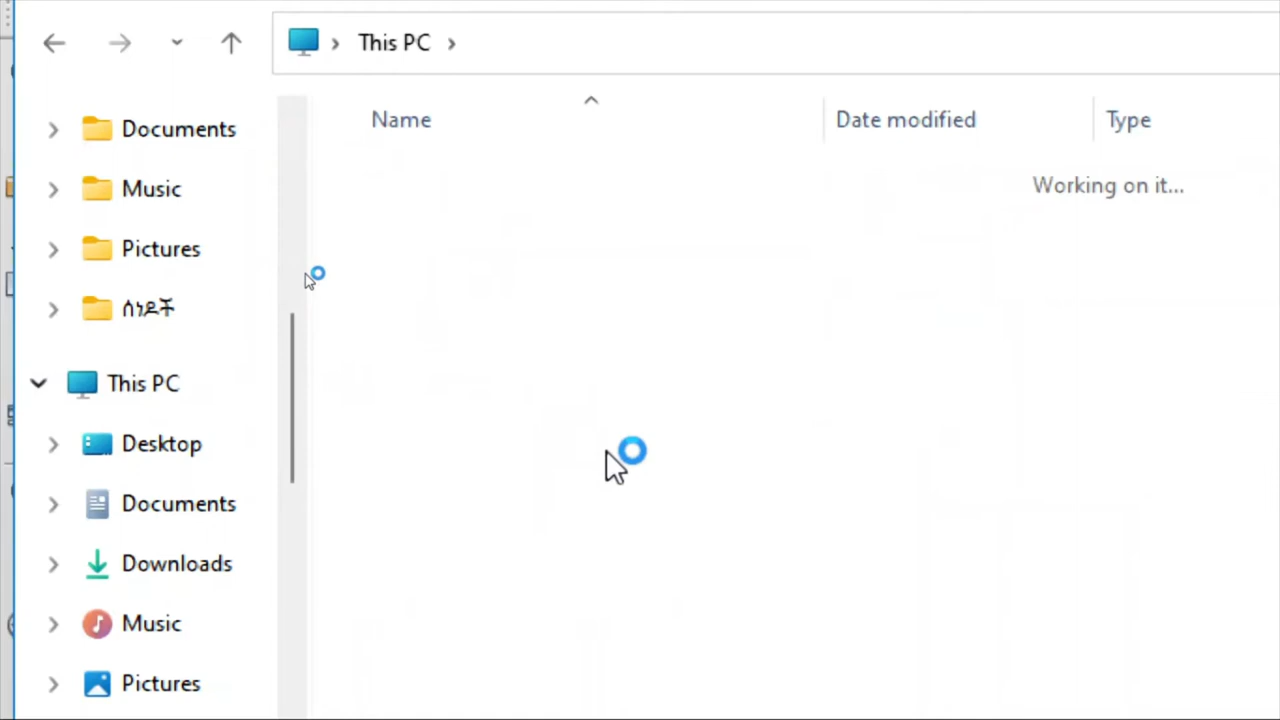 This PC
Name
Date modified
Type
Working on it...
Documents
Music
Pictures
ሰነዶች
This PC
Desktop
Documents
Downloads
Music
Pictures